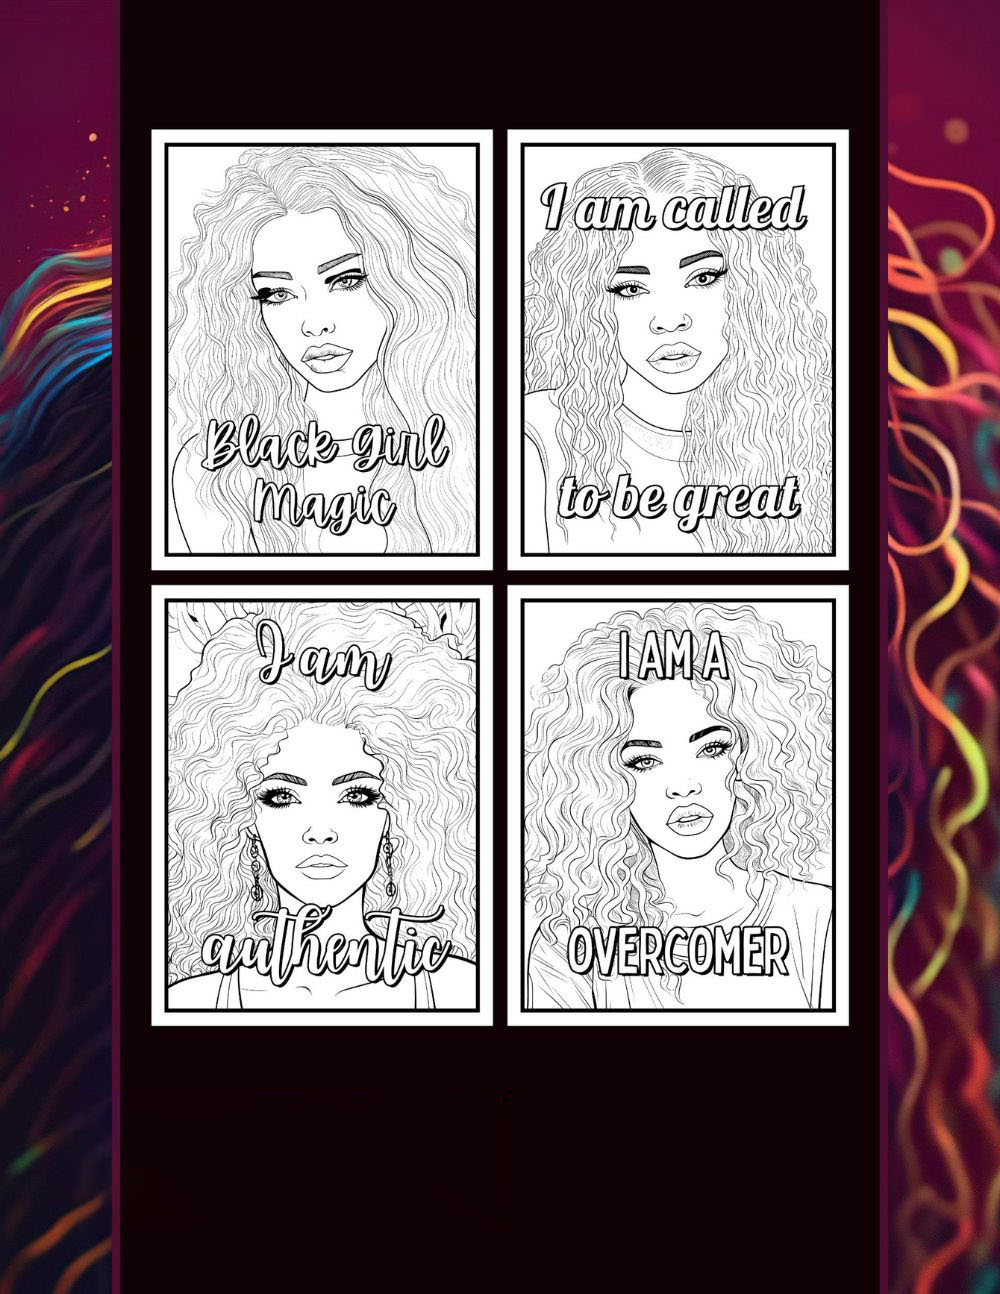 Black Girl
Magic
I am called
to be great
I am
authentic
I AM A
OVERCOMER